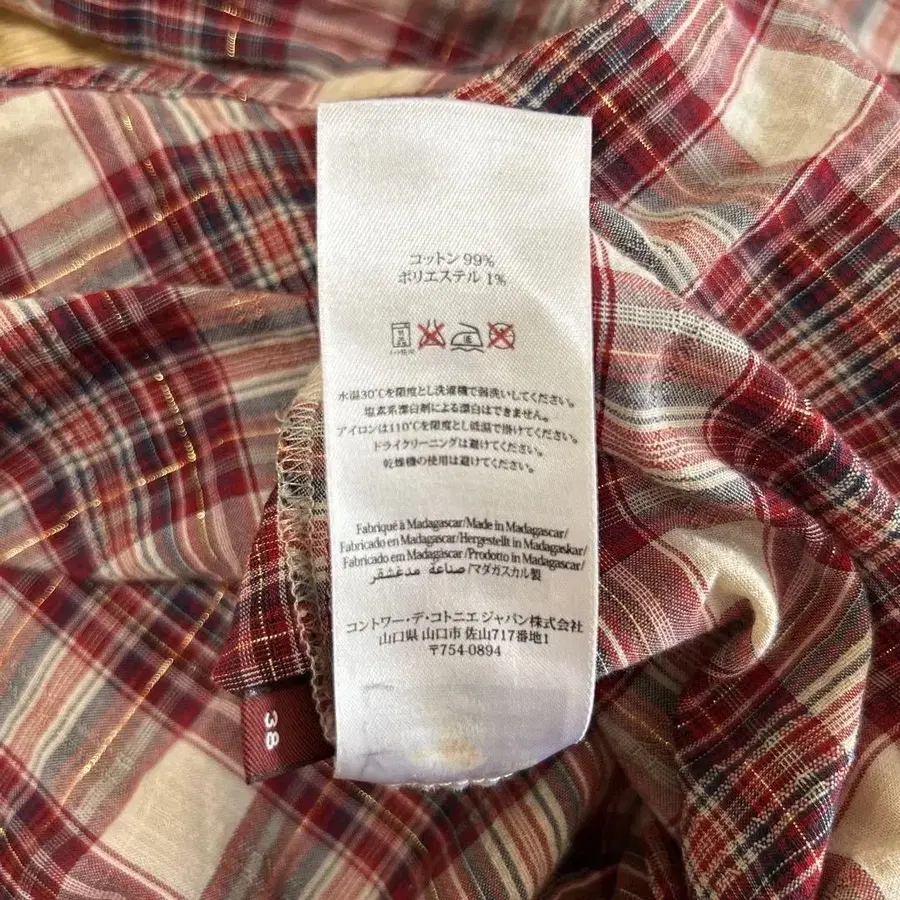 コットン 99%
ポリエステル 1%
水温30℃を限度とし洗濯機で弱洗いしてください。
塩素系漂白剤による漂白はできません。
アイロンは110℃を限度とし低温で掛けてください。
ドライクリーニングは避けてください。
乾燥機の使用は避けてください。
Fabriqué à Madagascar/Made in Madagascar/
Fabricado en Madagascar/Hergestellt in Madagaskar/
Fabricado em Madagáscar/Prodotto in Madagascar/
صناعة مدغشقر/マダガスカル製
コントワー・デ・コトニエ ジャパン株式会社
山口県 山口市 佐山717番地1
〒754-0894
38